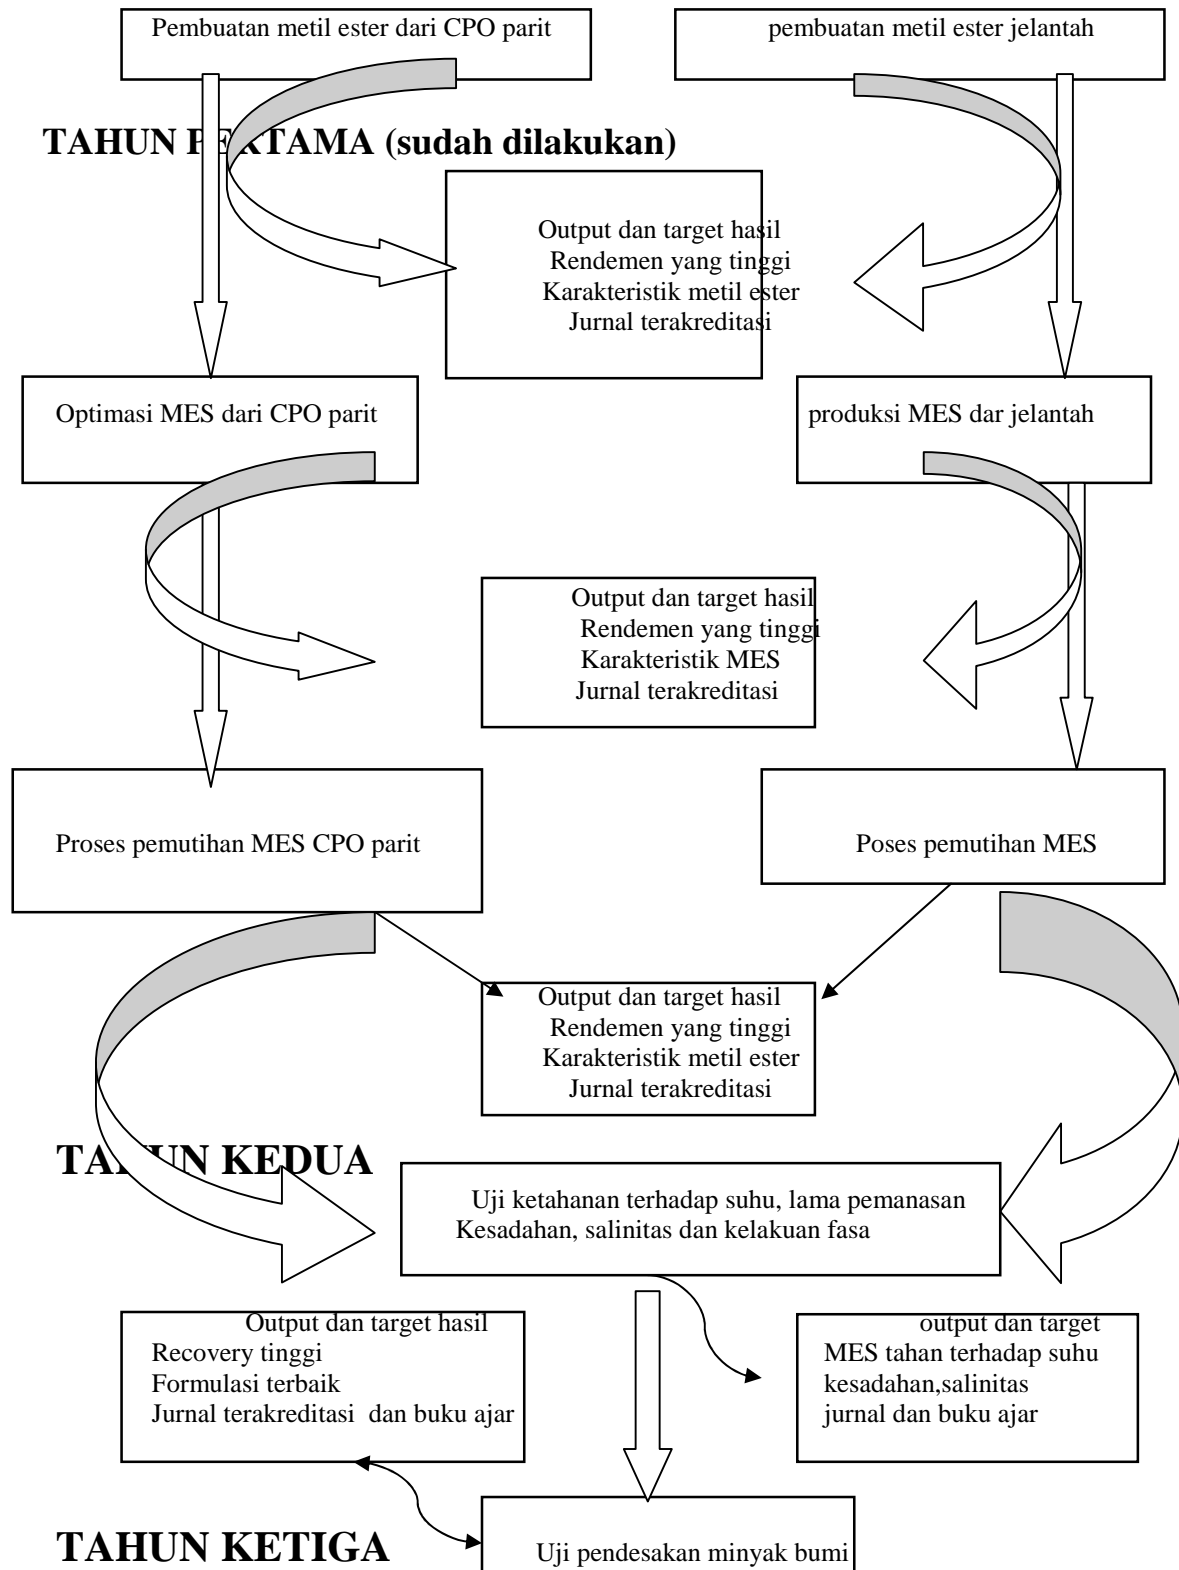 Pembuatan metil ester dari CPO parit
pembuatan metil ester jelantah
TAHUN PERTAMA (sudah dilakukan)
Output dan target hasil
Rendemen yang tinggi
Karakteristik metil ester
Jurnal terakreditasi
Optimasi MES dari CPO parit
produksi MES dar jelantah
Output dan target hasil
Rendemen yang tinggi
Karakteristik MES
Jurnal terakreditasi
Proses pemutihan MES CPO parit
Poses pemutihan MES
Output dan target hasil
Rendemen yang tinggi
Karakteristik metil ester
Jurnal terakreditasi
TAHUN KEDUA
Uji ketahanan terhadap suhu, lama pemanasan
Kesadahan, salinitas dan kelakuan fasa
Output dan target hasil
Recovery tinggi
Formulasi terbaik
Jurnal terakreditasi dan buku ajar
output dan target
MES tahan terhadap suhu
kesadahan,salinitas
jurnal dan buku ajar
TAHUN KETIGA
Uji pendesakan minyak bumi